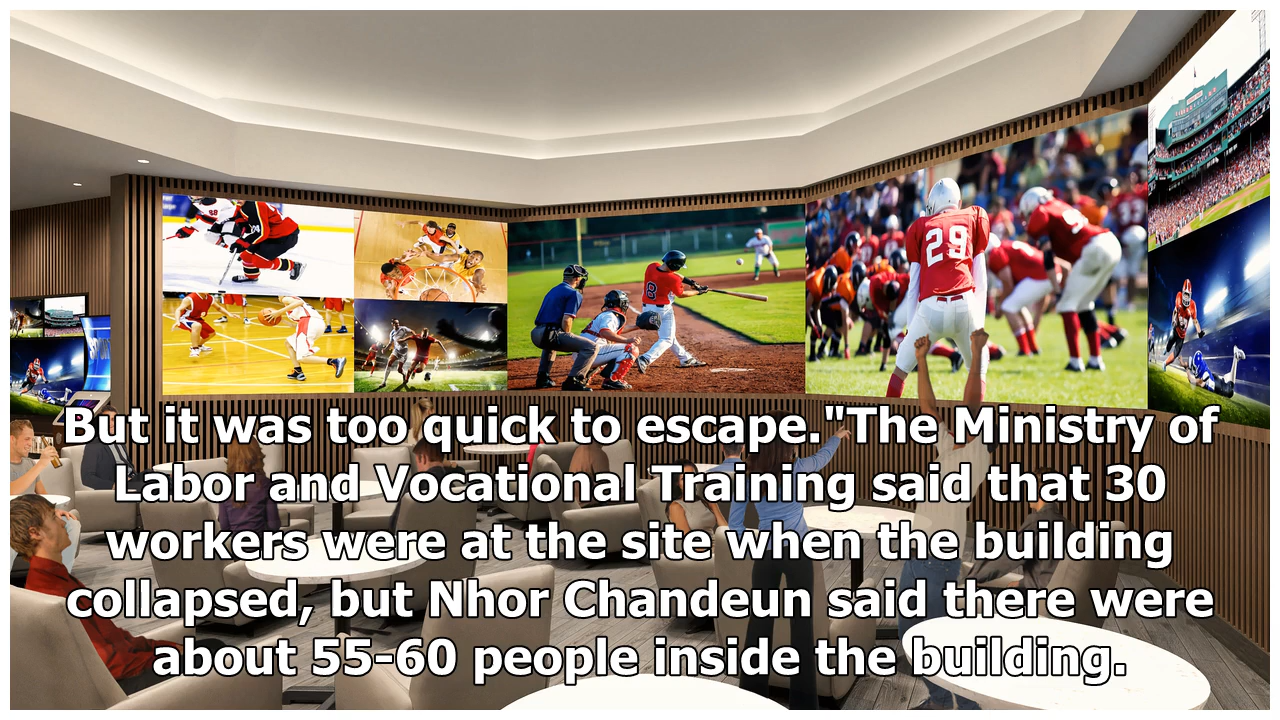 But it was too quick to escape."The Ministry of
Labor and Vocational Training said that 30
workers were at the site when the building
collapsed, but Nhor Chandeun said there were
about 55-60 people inside the building.
29
8